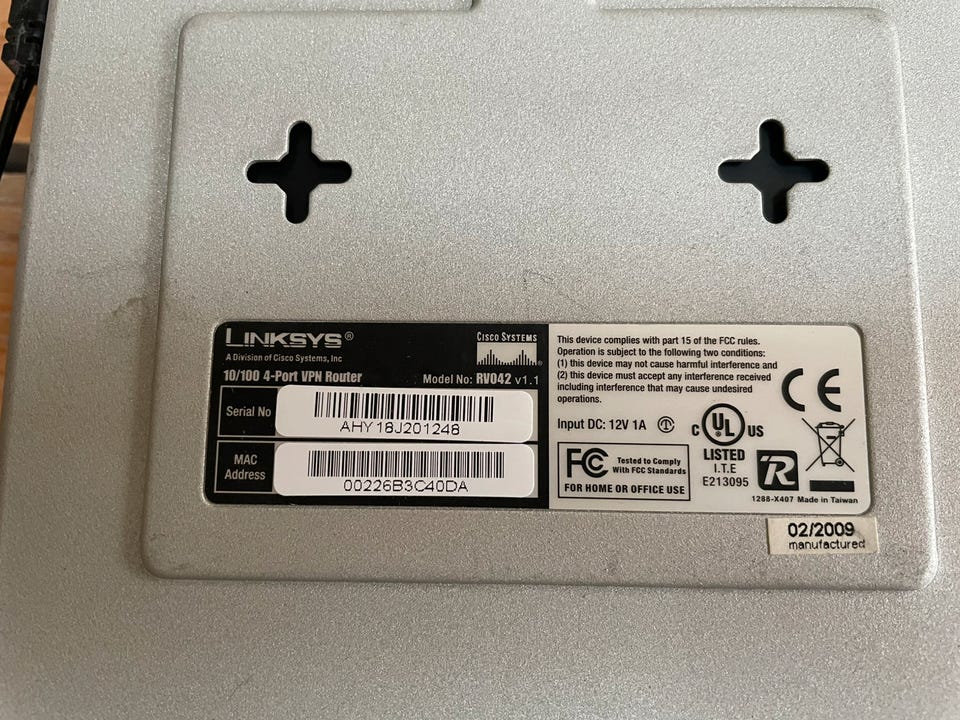 LINKSYS®
A Division of Cisco Systems, Inc
CISCO SYSTEMS
10/100 4-Port VPN Router
Model No: RV042 v1.1
Serial No
AHY18J201248
MAC
Address
00226B3C40DA
This device complies with part 15 of the FCC rules.
Operation is subject to the following two conditions:
(1) this device may not cause harmful interference and
(2) this device must accept any interference received
including interference that may cause undesired
operations.
Input DC: 12V 1A
FC
Tested to Comply
With FCC Standards
FOR HOME OR OFFICE USE
C UL US
LISTED
I.T.E
E213095
CE
R
1288-X407 Made in Taiwan
02/2009
manufactured